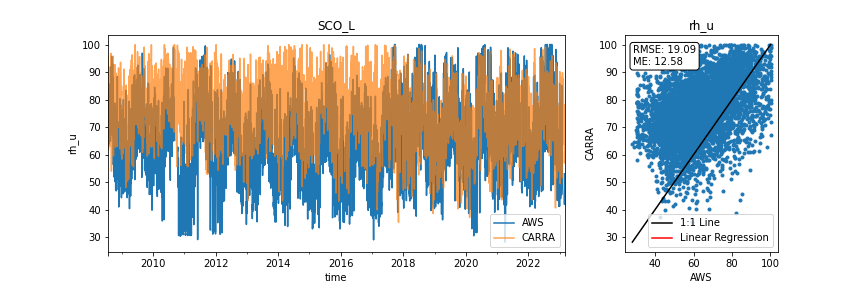 SCO_L
rh_u
100
90
80
70
60
50
40
30
rh_u
2010
2012
2014
2016
2018
2020
2022
time
AWS
CARRA
rh_u
RMSE: 19.09
ME: 12.58
100
90
80
70
60
50
40
30
CARRA
40
60
80
100
AWS
1:1 Line
Linear Regression